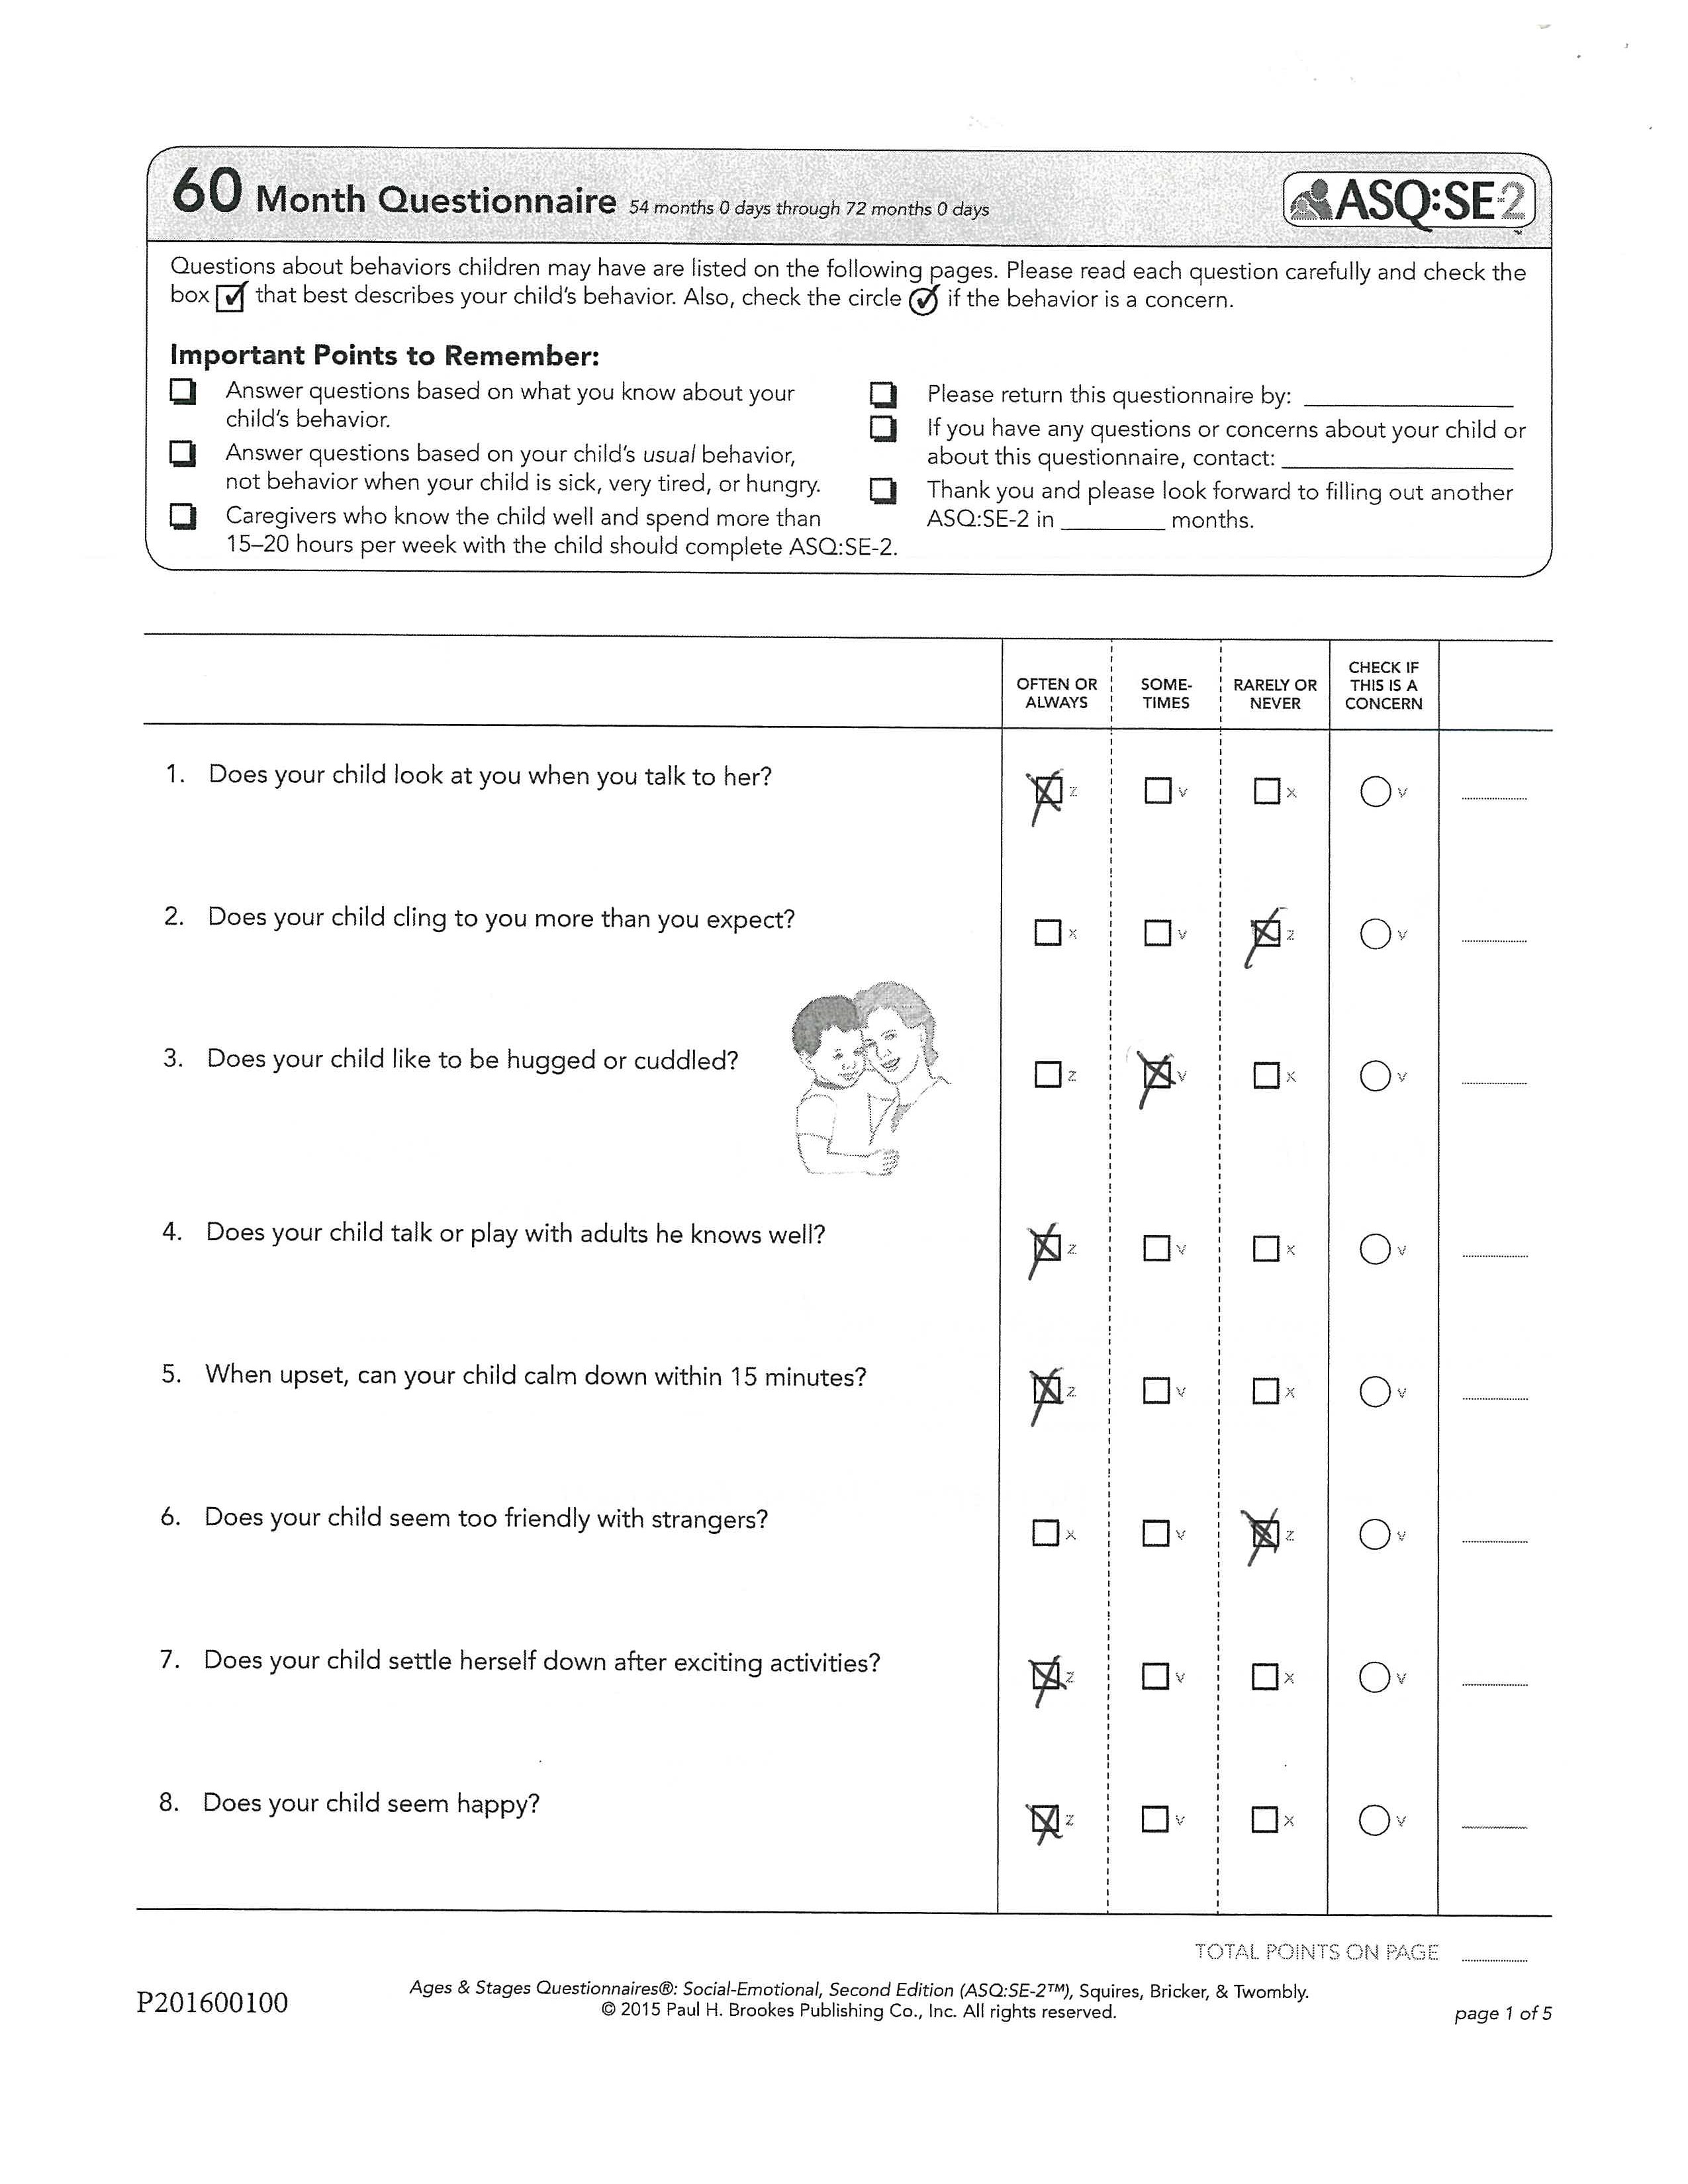 60 Month Questionnaire 54 months 0 days through 72 months 0 days
ASQ:SE-2™
Questions about behaviors children may have are listed on the following pages. Please read each question carefully and check the
box ☑ that best describes your child's behavior. Also, check the circle ✓ if the behavior is a concern.
Important Points to Remember:
☐ Answer questions based on what you know about your
child's behavior.
☐ Answer questions based on your child's usual behavior,
not behavior when your child is sick, very tired, or hungry.
☐ Caregivers who know the child well and spend more than
15–20 hours per week with the child should complete ASQ:SE-2.
☐ Please return this questionnaire by: ____________
☐ If you have any questions or concerns about your child or
about this questionnaire, contact: ____________
☐ Thank you and please look forward to filling out another
ASQ:SE-2 in ______ months.
OFTEN OR ALWAYS SOME-TIMES RARELY OR NEVER CHECK IF THIS IS A CONCERN
1. Does your child look at you when you talk to her? ☒ z ☐ v ☐ x ○ v
2. Does your child cling to you more than you expect? ☐ x ☐ v ☒ z ○ v
3. Does your child like to be hugged or cuddled? ☐ z ☒ v ☐ x ○ v
4. Does your child talk or play with adults he knows well? ☒ z ☐ v ☐ x ○ v
5. When upset, can your child calm down within 15 minutes? ☒ z ☐ v ☐ x ○ v
6. Does your child seem too friendly with strangers? ☐ x ☐ v ☒ z ○ v
7. Does your child settle herself down after exciting activities? ☒ z ☐ v ☐ x ○ v
8. Does your child seem happy? ☒ z ☐ v ☐ x ○ v
TOTAL POINTS ON PAGE
P201600100
Ages & Stages Questionnaires®: Social-Emotional, Second Edition (ASQ:SE-2™), Squires, Bricker, & Twombly.
© 2015 Paul H. Brookes Publishing Co., Inc. All rights reserved.
page 1 of 5